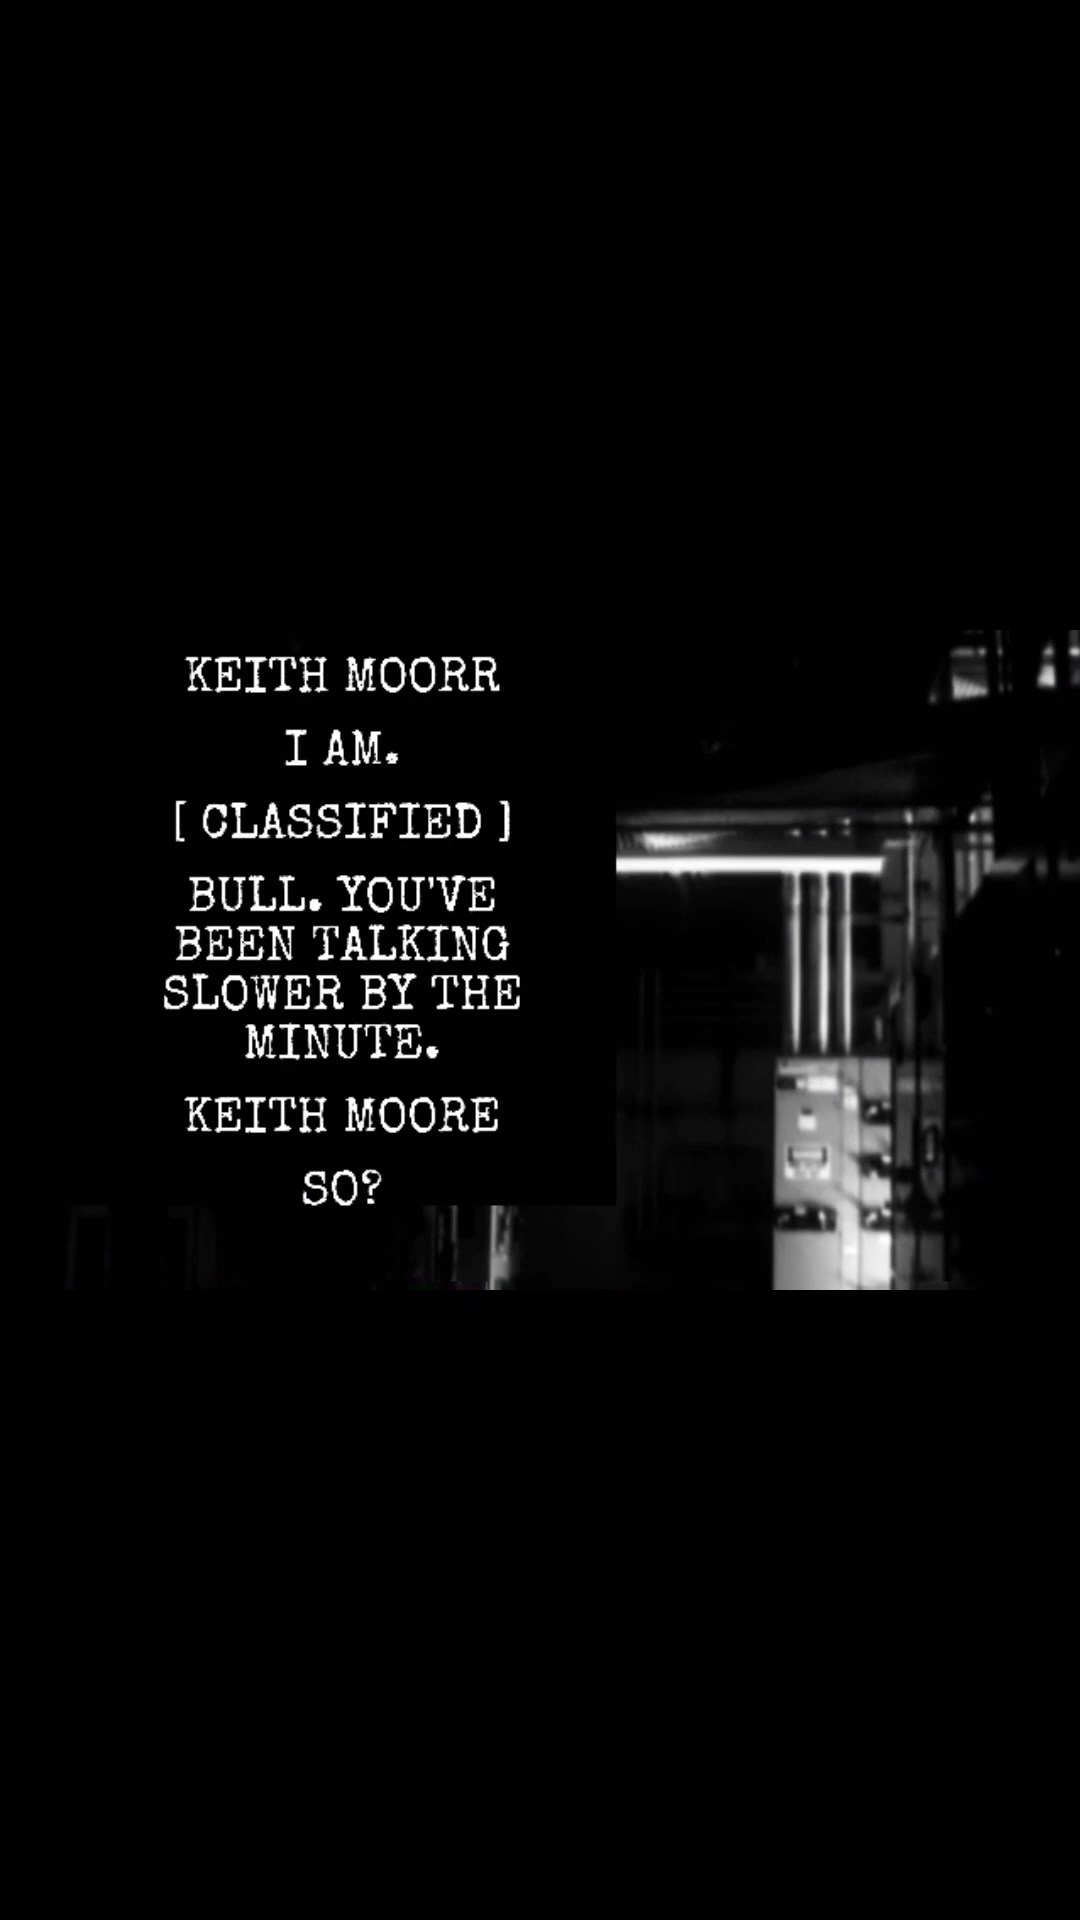 KEITH MOORR
I AM.
[ CLASSIFIED ]
BULL. YOU'VE
BEEN TALKING
SLOWER BY THE
MINUTE.
KEITH MOORE
SO?